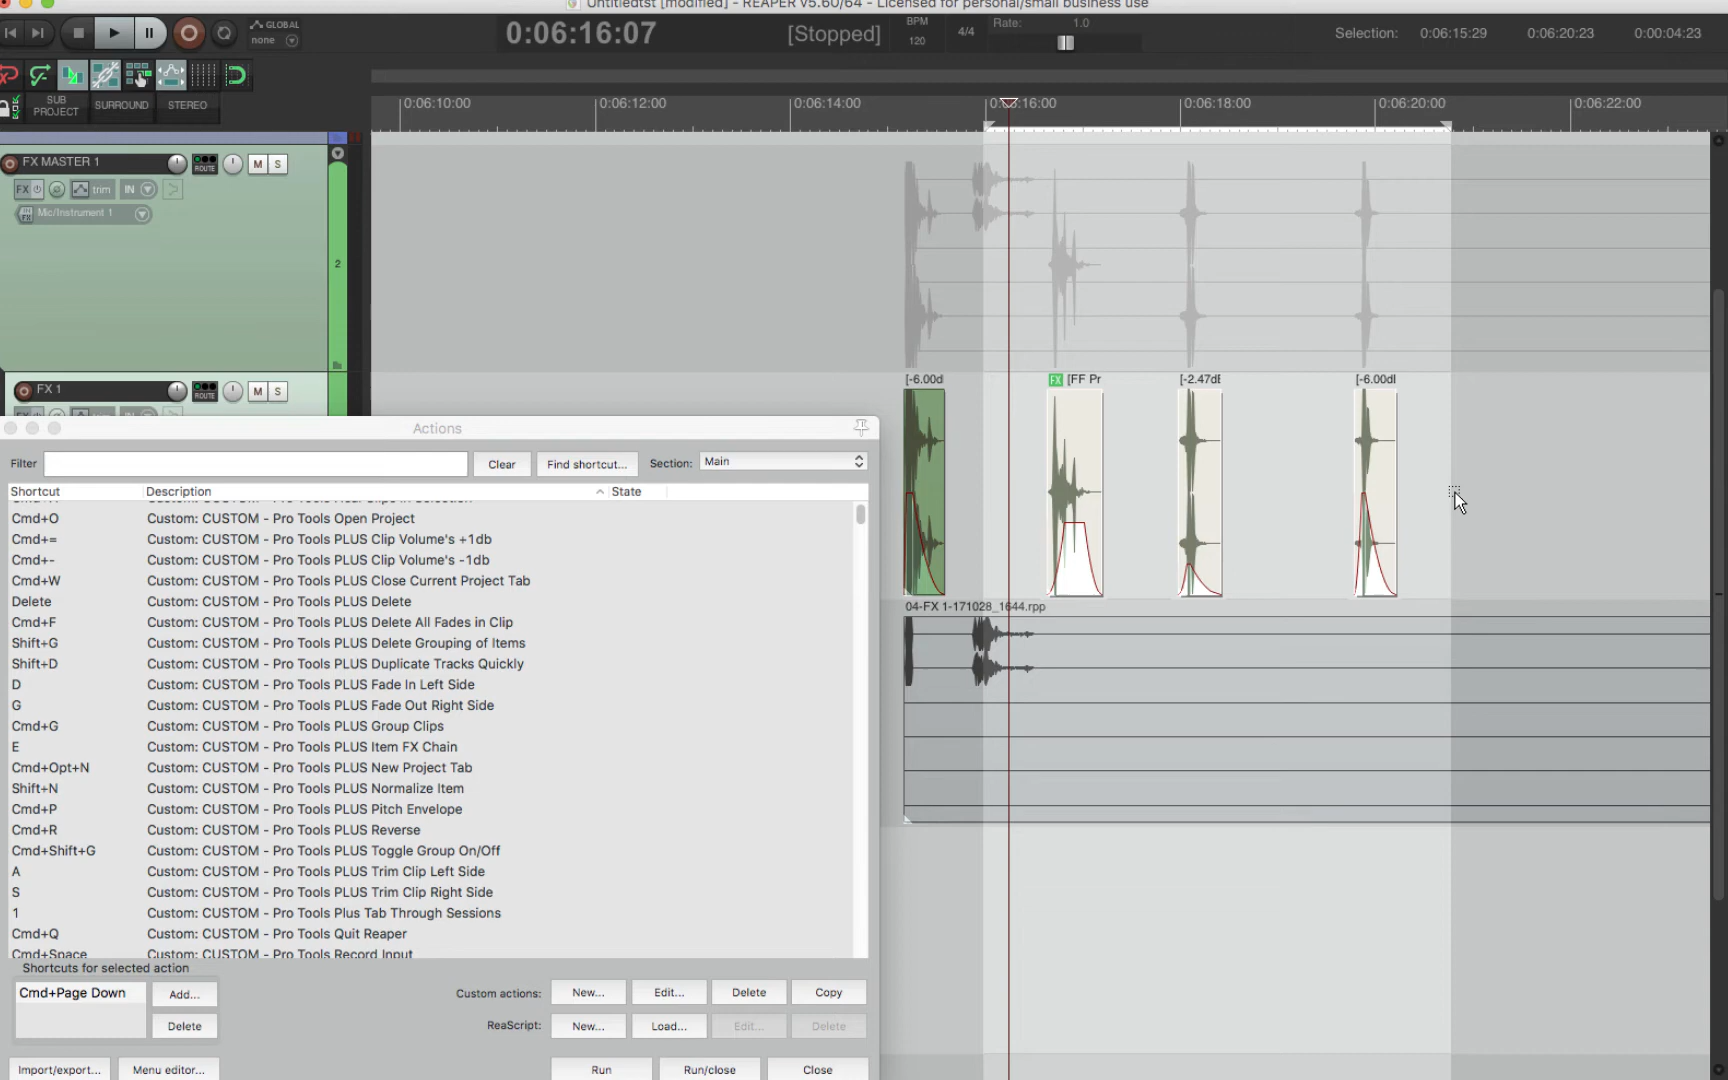 Untitledtst [modified] - REAPER v5.60/64 - Licensed for personal/small business use
GLOBAL
none
0:06:16:07
[Stopped]
BPM
120
4/4
Rate:
1.0
Selection:
0:06:15:29
0:06:20:23
0:00:04:23
SUB
PROJECT
SURROUND
STEREO
0:06:10:00
0:06:12:00
0:06:14:00
0:06:16:00
0:06:18:00
0:06:20:00
0:06:22:00
FX MASTER 1
ROUTE
M
S
FX
trim
IN
IN
FX
Mic/Instrument 1
2
FX 1
ROUTE
M
S
[-6.00d
FX
[FF Pr
[-2.47dB
[-6.00dI
04-FX 1-171028_1644.rpp
Actions
Filter
Clear
Find shortcut...
Section:
Main
Shortcut
Description
State
Cmd+O
Custom: CUSTOM - Pro Tools Open Project
Cmd+=
Custom: CUSTOM - Pro Tools PLUS Clip Volume's +1db
Cmd+-
Custom: CUSTOM - Pro Tools PLUS Clip Volume's -1db
Cmd+W
Custom: CUSTOM - Pro Tools PLUS Close Current Project Tab
Delete
Custom: CUSTOM - Pro Tools PLUS Delete
Cmd+F
Custom: CUSTOM - Pro Tools PLUS Delete All Fades in Clip
Shift+G
Custom: CUSTOM - Pro Tools PLUS Delete Grouping of Items
Shift+D
Custom: CUSTOM - Pro Tools PLUS Duplicate Tracks Quickly
D
Custom: CUSTOM - Pro Tools PLUS Fade In Left Side
G
Custom: CUSTOM - Pro Tools PLUS Fade Out Right Side
Cmd+G
Custom: CUSTOM - Pro Tools PLUS Group Clips
E
Custom: CUSTOM - Pro Tools PLUS Item FX Chain
Cmd+Opt+N
Custom: CUSTOM - Pro Tools PLUS New Project Tab
Shift+N
Custom: CUSTOM - Pro Tools PLUS Normalize Item
Cmd+P
Custom: CUSTOM - Pro Tools PLUS Pitch Envelope
Cmd+R
Custom: CUSTOM - Pro Tools PLUS Reverse
Cmd+Shift+G
Custom: CUSTOM - Pro Tools PLUS Toggle Group On/Off
A
Custom: CUSTOM - Pro Tools PLUS Trim Clip Left Side
S
Custom: CUSTOM - Pro Tools PLUS Trim Clip Right Side
1
Custom: CUSTOM - Pro Tools Plus Tab Through Sessions
Cmd+Q
Custom: CUSTOM - Pro Tools Quit Reaper
Cmd+Space
Custom: CUSTOM - Pro Tools Record Input
Shortcuts for selected action
Cmd+Page Down
Add...
Delete
Custom actions:
New...
Edit...
Delete
Copy
ReaScript:
New...
Load...
Edit...
Delete
Import/export...
Menu editor...
Run
Run/close
Close